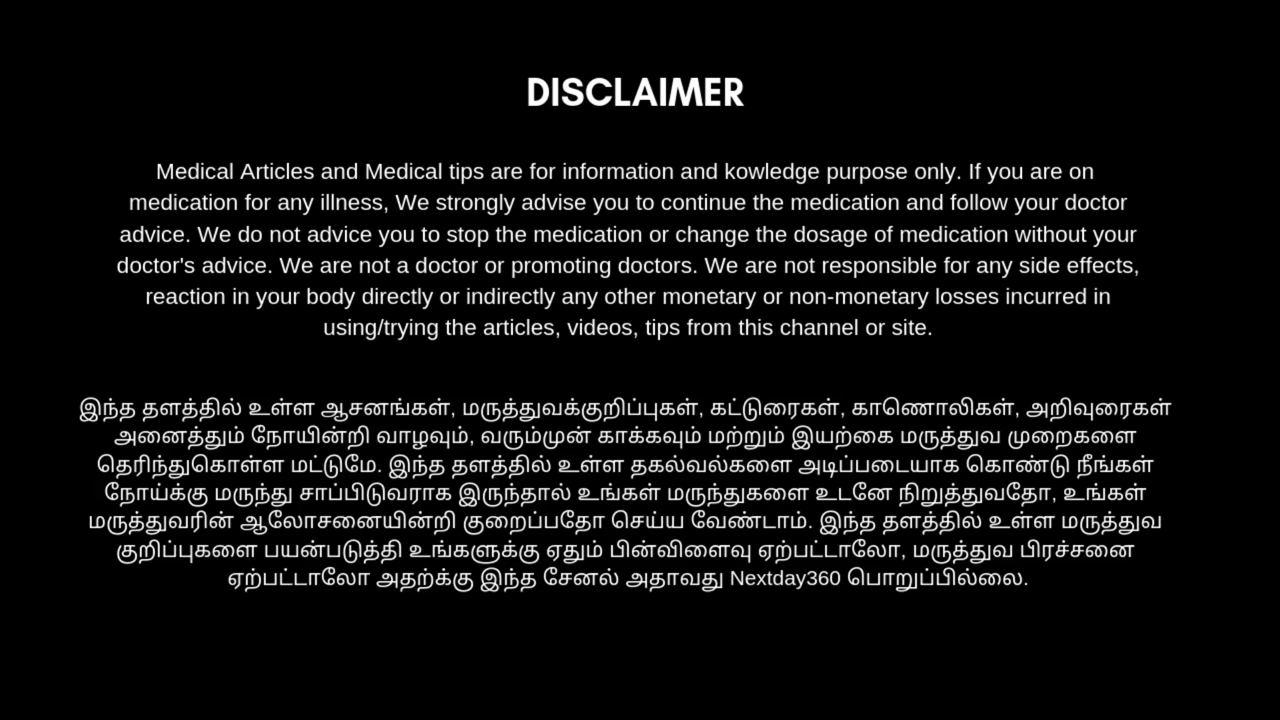 DISCLAIMER
Medical Articles and Medical tips are for information and kowledge purpose only. If you are on
medication for any illness, We strongly advise you to continue the medication and follow your doctor
advice. We do not advice you to stop the medication or change the dosage of medication without your
doctor's advice. We are not a doctor or promoting doctors. We are not responsible for any side effects,
reaction in your body directly or indirectly any other monetary or non-monetary losses incurred in
using/trying the articles, videos, tips from this channel or site.
இந்த தளத்தில் உள்ள ஆசனங்கள், மருத்துவக்குறிப்புகள், கட்டுரைகள், காணொலிகள், அறிவுரைகள்
அனைத்தும் நோயின்றி வாழவும், வரும்முன் காக்கவும் மற்றும் இயற்கை மருத்துவ முறைகளை
தெரிந்துகொள்ள மட்டுமே. இந்த தளத்தில் உள்ள தகல்வல்களை அடிப்படையாக கொண்டு நீங்கள்
நோய்க்கு மருந்து சாப்பிடுவராக இருந்தால் உங்கள் மருந்துகளை உடனே நிறுத்துவதோ, உங்கள்
மருத்துவரின் ஆலோசனையின்றி குறைப்பதோ செய்ய வேண்டாம். இந்த தளத்தில் உள்ள மருத்துவ
குறிப்புகளை பயன்படுத்தி உங்களுக்கு ஏதும் பின்விளைவு ஏற்பட்டாலோ, மருத்துவ பிரச்சனை
ஏற்பட்டாலோ அதற்க்கு இந்த சேனல் அதாவது Nextday360 பொறுப்பில்லை.